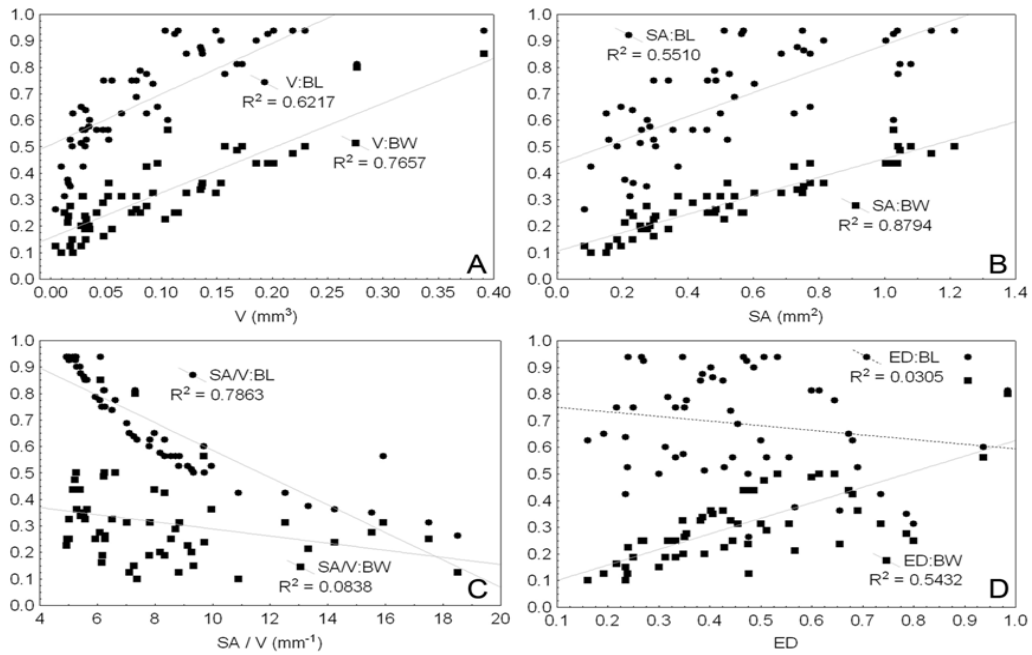 1.0
0.9
0.8
0.7
0.6
0.5
0.4
0.3
0.2
0.1
0.0
V:BL
R² = 0.6217
V:BW
R² = 0.7657
A
0.00 0.05 0.10 0.15 0.20 0.25 0.30 0.35 0.40
V (mm³)
1.0
0.9
0.8
0.7
0.6
0.5
0.4
0.3
0.2
0.1
0.0
SA:BL
R² = 0.5510
SA:BW
R² = 0.8794
B
0.0 0.2 0.4 0.6 0.8 1.0 1.2 1.4
SA (mm²)
1.0
0.9
0.8
0.7
0.6
0.5
0.4
0.3
0.2
0.1
0.0
SA/V:BL
R² = 0.7863
SA/V:BW
R² = 0.0838
C
4 6 8 10 12 14 16 18 20
SA / V (mm⁻¹)
1.0
0.9
0.8
0.7
0.6
0.5
0.4
0.3
0.2
0.1
0.0
ED:BL
R² = 0.0305
ED:BW
R² = 0.5432
D
0.1 0.2 0.3 0.4 0.5 0.6 0.7 0.8 0.9 1.0
ED